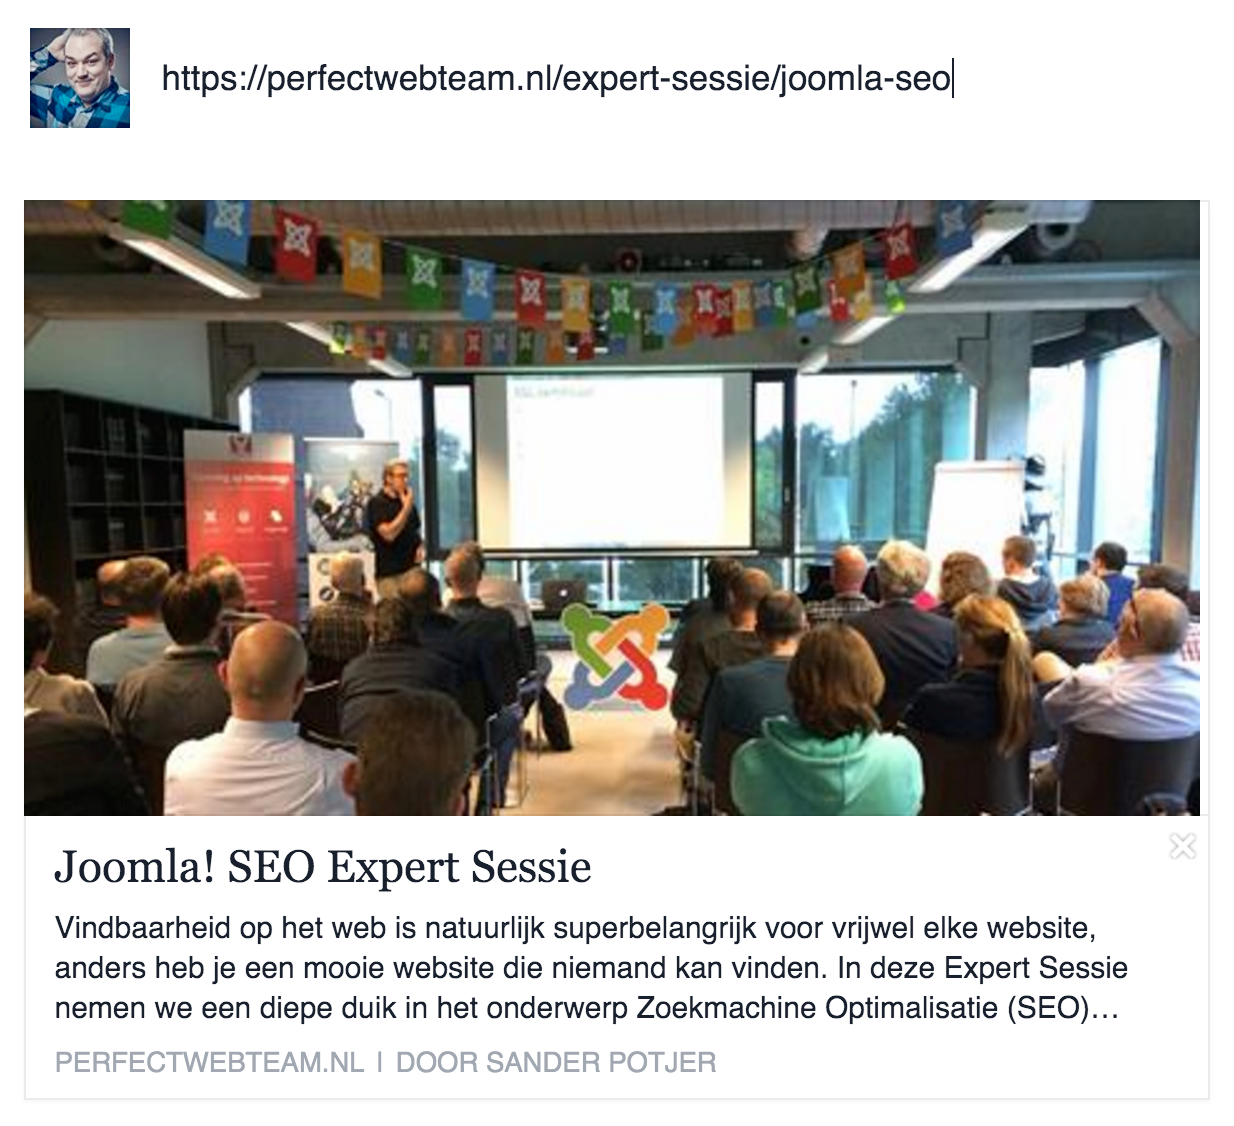 https://perfectwebteam.nl/expert-sessie/joomla-seo
Joomla! SEO Expert Sessie
Vindbaarheid op het web is natuurlijk superbelangrijk voor vrijwel elke website,
anders heb je een mooie website die niemand kan vinden. In deze Expert Sessie
nemen we een diepe duik in het onderwerp Zoekmachine Optimalisatie (SEO)...
PERFECTWEBTEAM.NL | DOOR SANDER POTJER